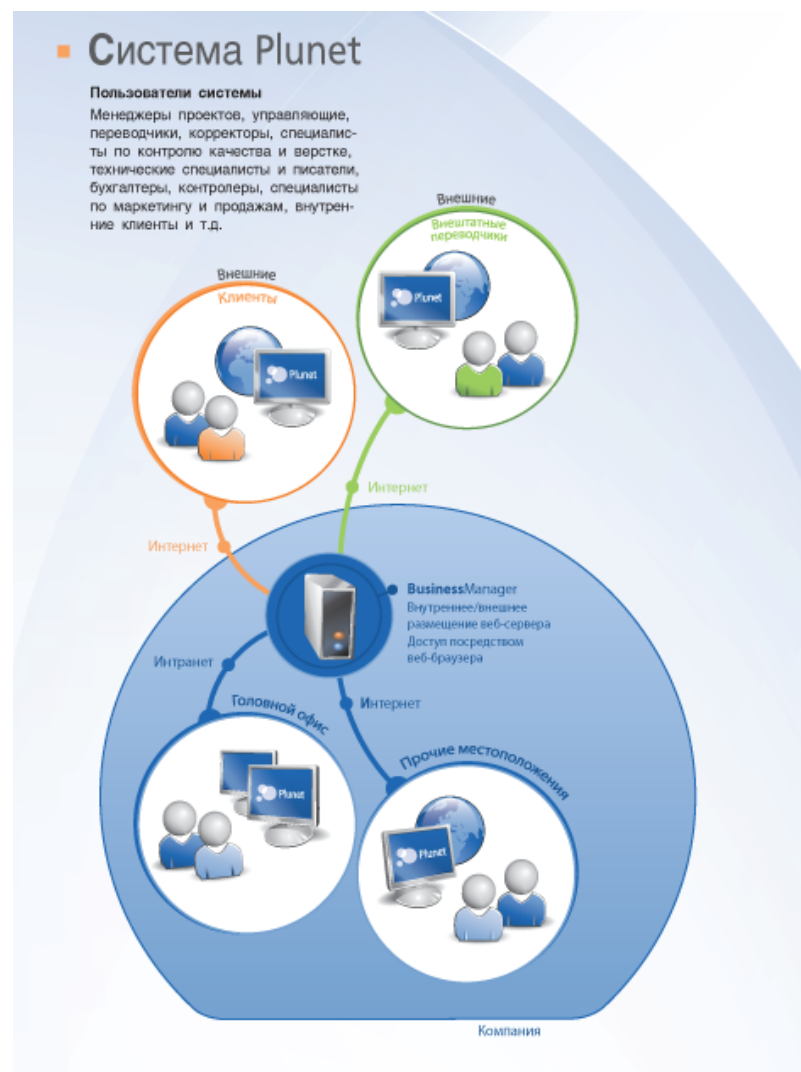 Система Plunet
Пользователи системы
Менеджеры проектов, управляющие,
переводчики, корректоры, специалис-
ты по контролю качества и верстке,
технические специалисты и писатели,
бухгалтеры, контролеры, специалисты
по маркетингу и продажам, внутрен-
ние клиенты и т.д.
Внешние
Внештатные
переводчики
Plunet
Внешние
Клиенты
Plunet
Интернет
Интернет
BusinessManager
Внутреннее/внешнее
размещение веб-сервера
Доступ посредством
веб-браузера
Интранет
Интернет
Головной офис
Plunet
Прочие местоположения
Plunet
Компания